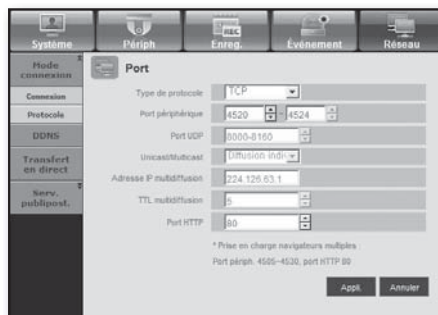 Système Périph Enreg. Événement Réseau
REC
Mode connexion
Connexion
Protocole
DDNS
Transfert en direct
Serv. publipost.
Port
Type de protocole TCP
Port périphérique 4520 ~ 4524
Port UDP 8000-8160
Unicast/Multicast Diffusion indiv
Adresse IP multidiffusion 224.126.63.1
TTL multidiffusion 5
Port HTTP 80
* Prise en charge navigateurs multiples :
Port périph. 4505~4530, port HTTP 80
Appli. Annuler